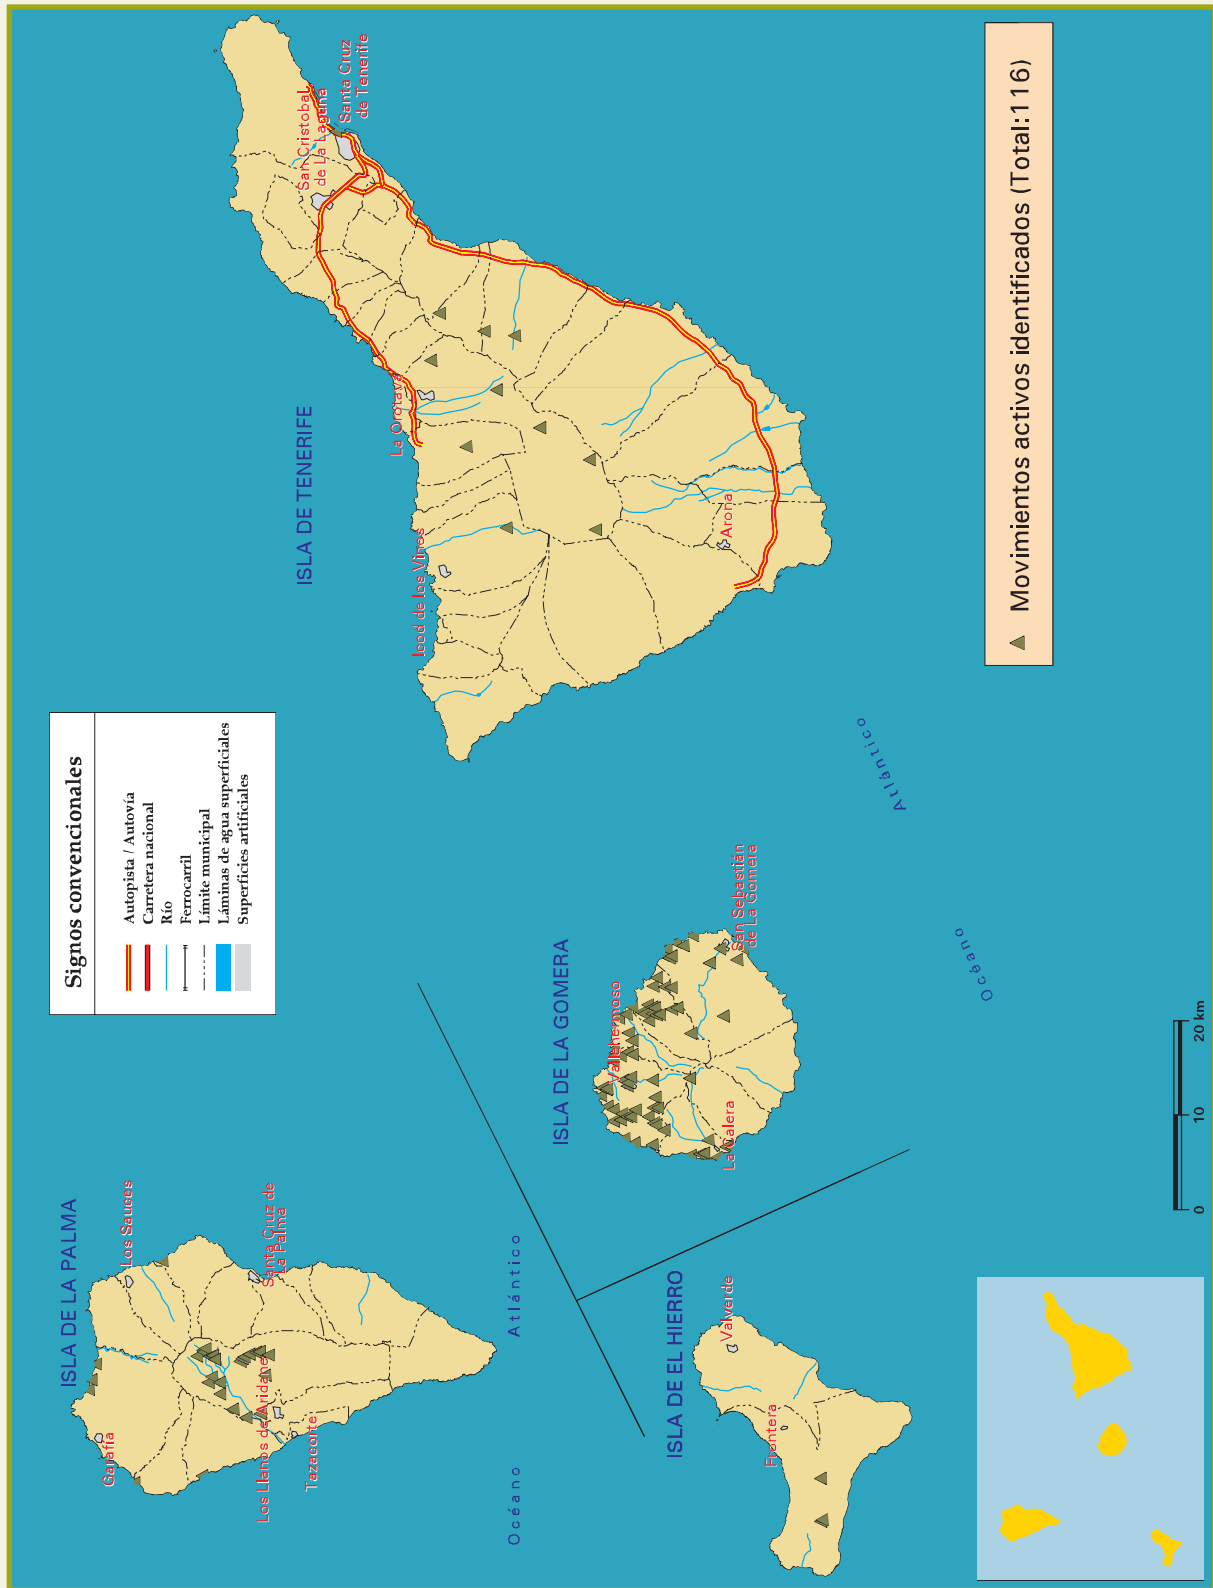 ISLA DE LA PALMA
Los Sauces
Garafía
Santa Cruz de
La Palma
Los Llanos de Aridane
Tazacorte
Océano
Atlántico
Signos convencionales
Autopista / Autovía
Carretera nacional
Río
Ferrocarril
Límite municipal
Láminas de agua superficiales
Superficies artificiales
ISLA DE TENERIFE
San Cristobal
de La Laguna
Santa Cruz
de Tenerife
La Orotava
Icod de los Vinos
Arona
ISLA DE LA GOMERA
Vallehermoso
San Sebastián
de La Gomera
La Calera
ISLA DE EL HIERRO
Valverde
Frontera
Océano
Atlántico
Movimientos activos identificados (Total:116)
0 10 20 km